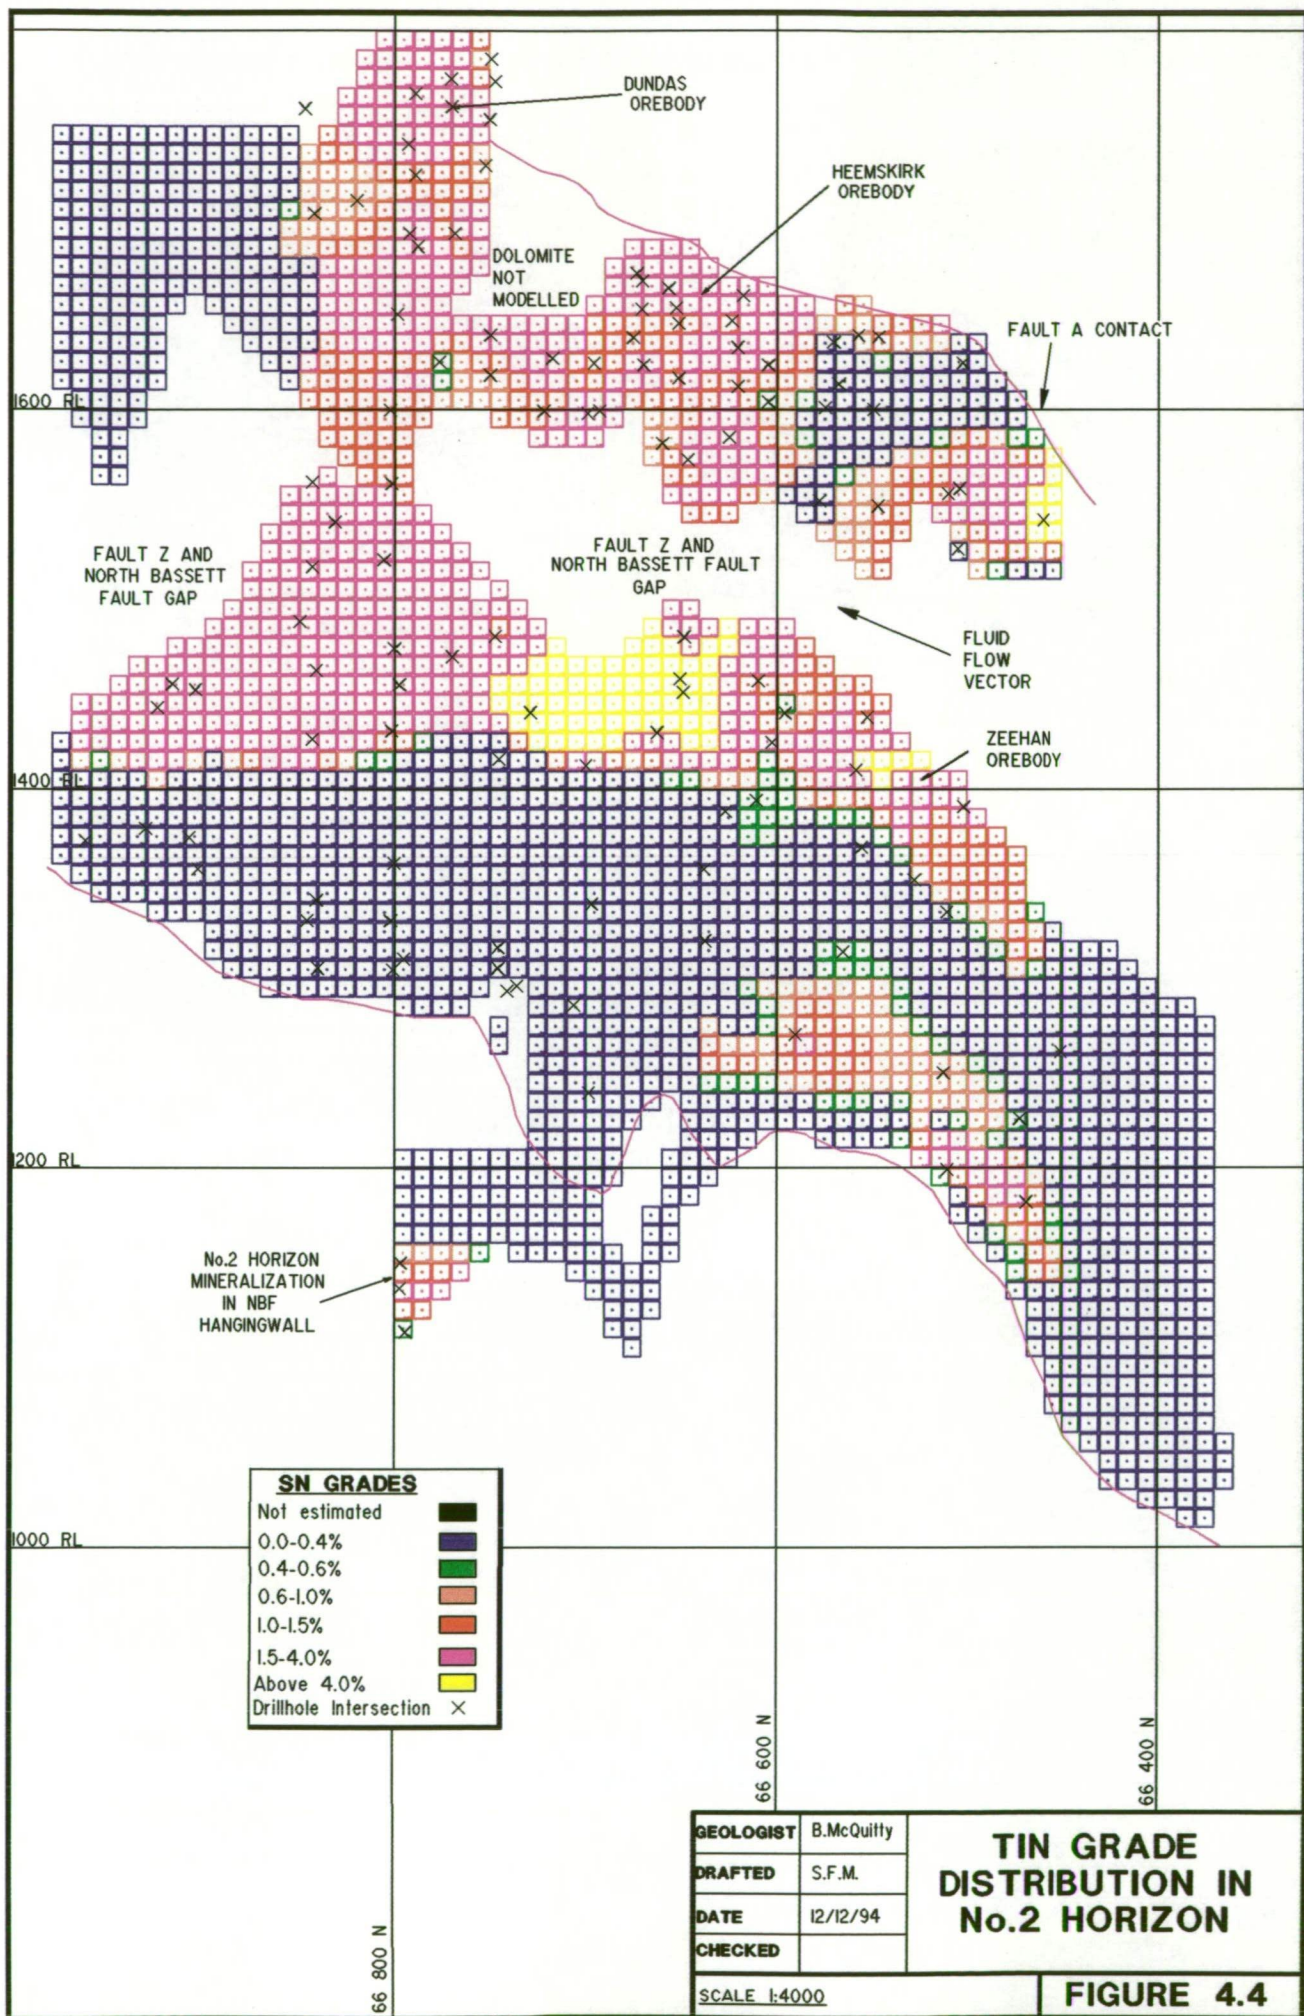 DUNDAS
OREBODY
HEEMSKIRK
OREBODY
DOLOMITE
NOT
MODELLED
FAULT A CONTACT
1600 RL
FAULT Z AND
NORTH BASSETT
FAULT GAP
FAULT Z AND
NORTH BASSETT FAULT
GAP
FLUID
FLOW
VECTOR
ZEEHAN
OREBODY
1400 RL
1200 RL
No.2 HORIZON
MINERALIZATION
IN NBF
HANGINGWALL
1000 RL
SN GRADES
Not estimated
0.0-0.4%
0.4-0.6%
0.6-1.0%
1.0-1.5%
1.5-4.0%
Above 4.0%
Drillhole Intersection ×
66 800 N
66 600 N
66 400 N
GEOLOGIST B.McQuitty
DRAFTED S.F.M.
DATE 12/12/94
CHECKED
SCALE 1:4000
TIN GRADE
DISTRIBUTION IN
No.2 HORIZON
FIGURE 4.4